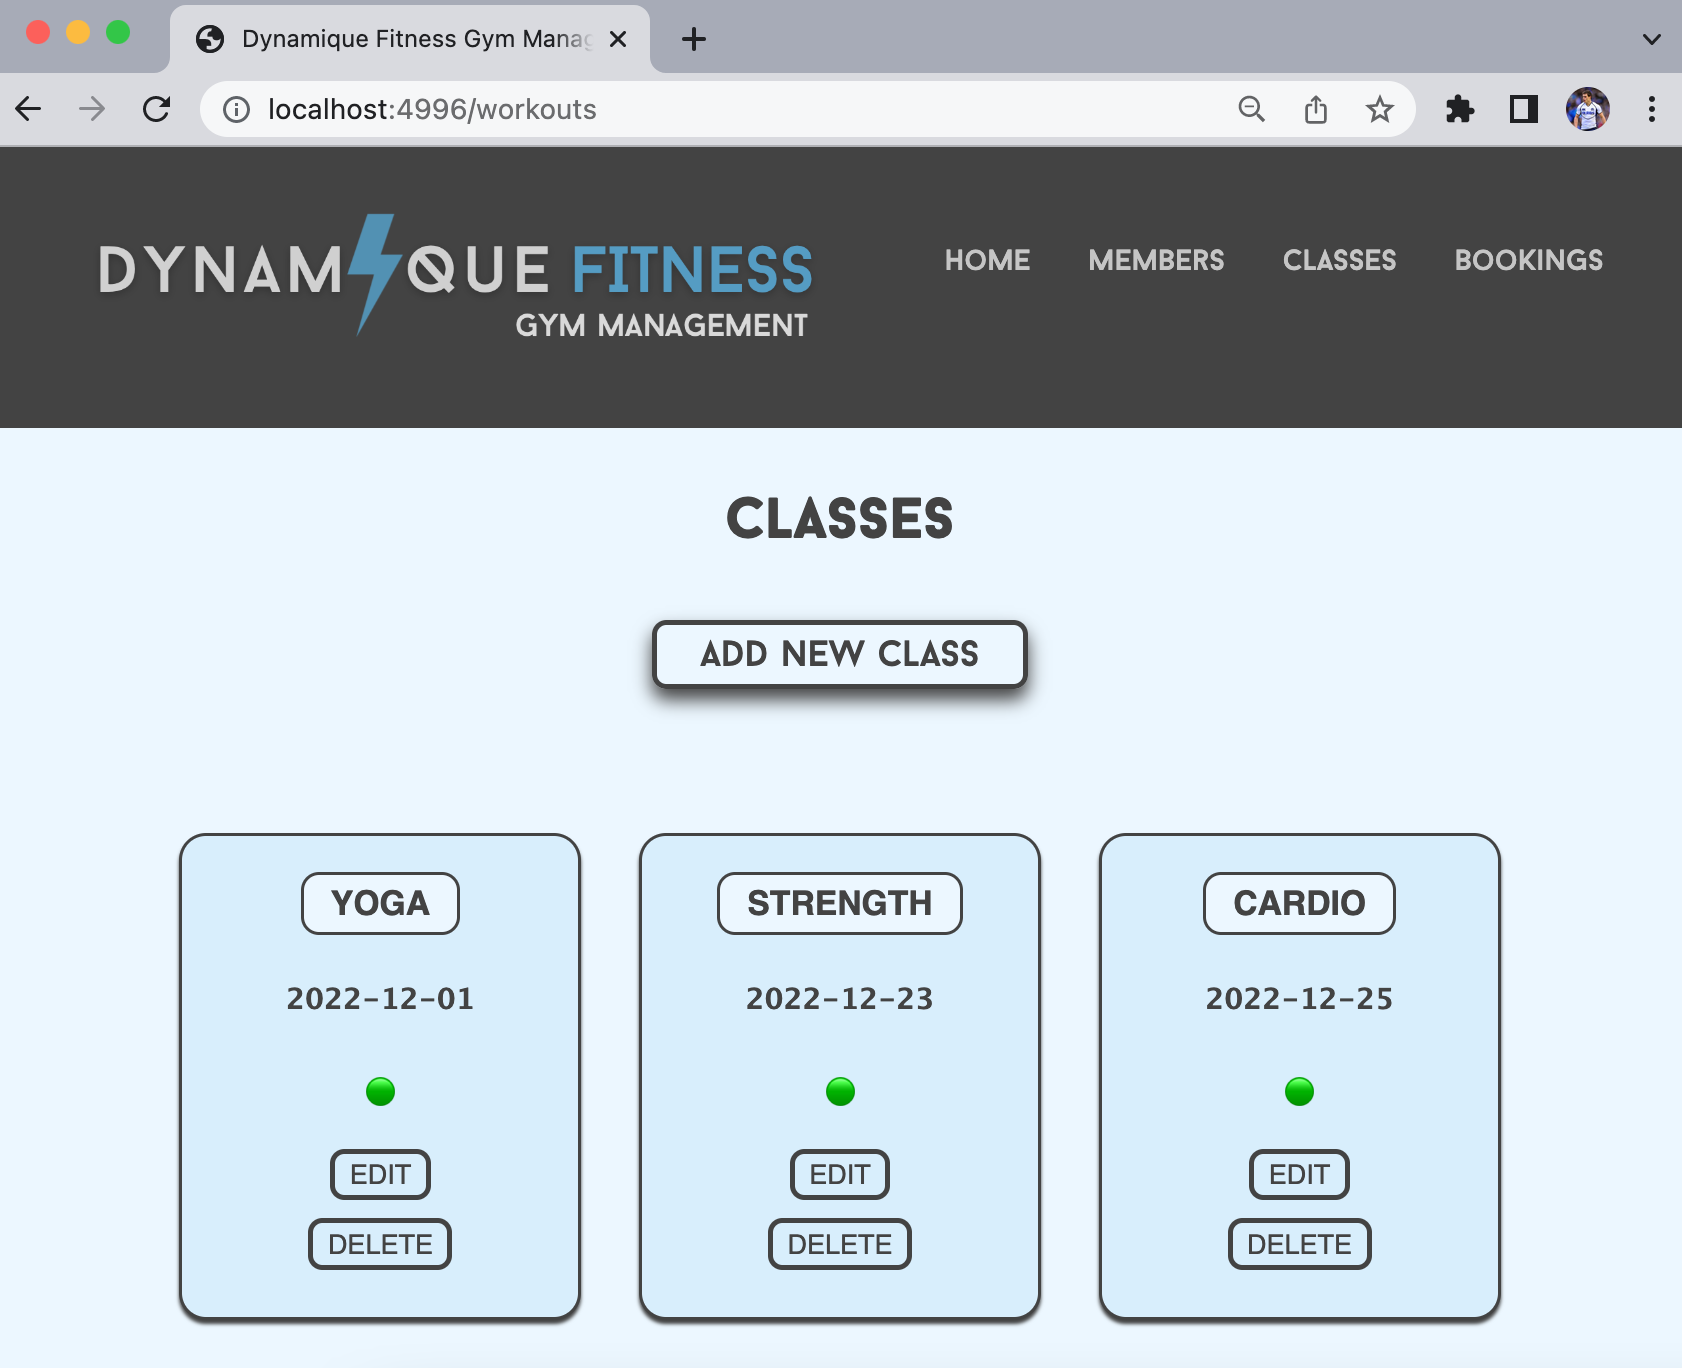 Dynamique Fitness Gym Manag
localhost:4996/workouts
DYNAMIQUE FITNESS
GYM MANAGEMENT
HOME MEMBERS CLASSES BOOKINGS
CLASSES
ADD NEW CLASS
YOGA STRENGTH CARDIO
2022-12-01 2022-12-23 2022-12-25
EDIT EDIT EDIT
DELETE DELETE DELETE